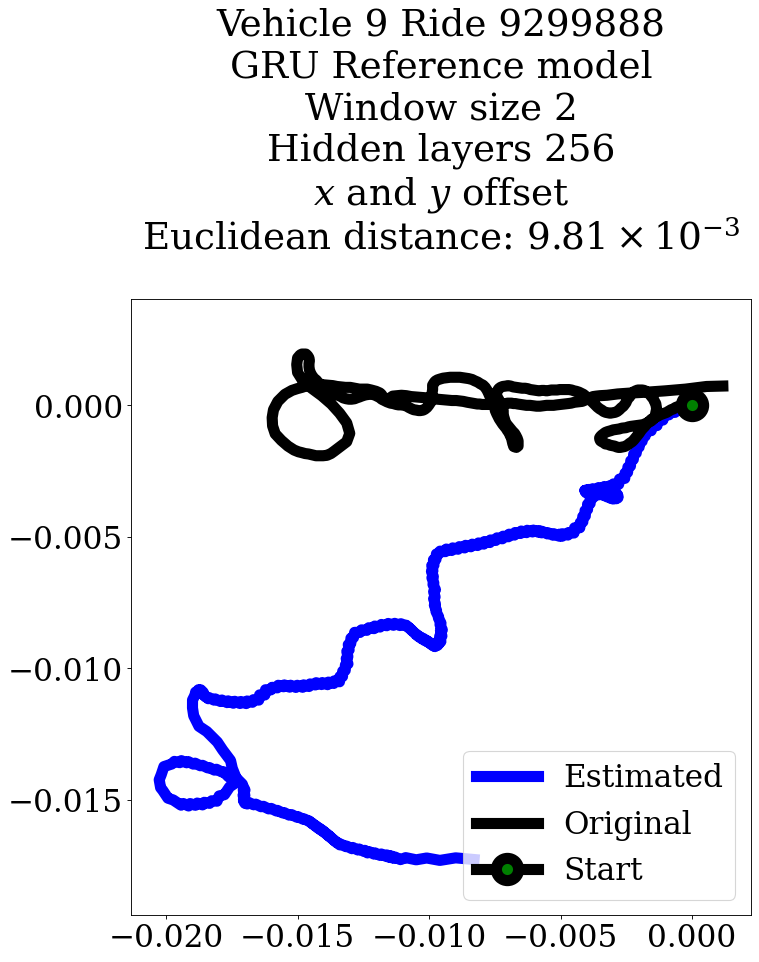 Vehicle 9 Ride 9299888
GRU Reference model
Window size 2
Hidden layers 256
x and y offset
Euclidean distance: 9.81 × 10⁻³
0.000
−0.005
−0.010
−0.015
Estimated
Original
Start
−0.020 −0.015 −0.010 −0.005 0.000